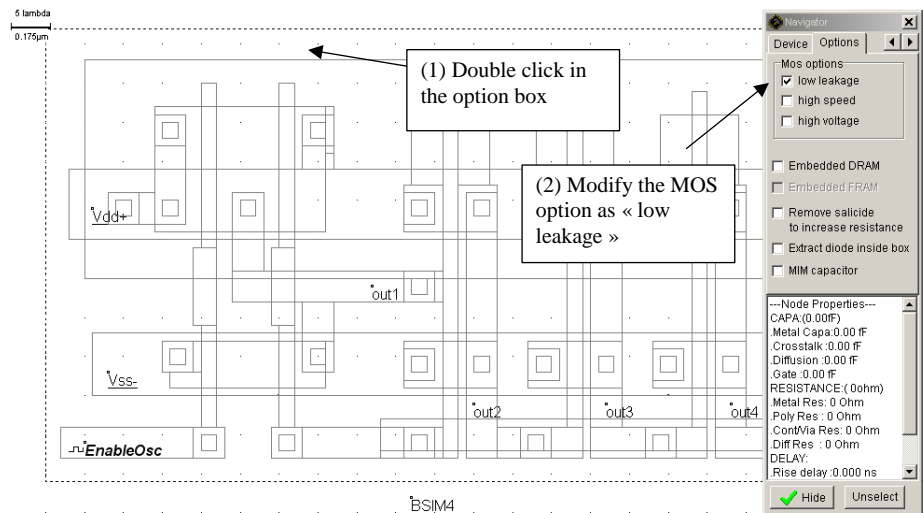 5 lambda
0.175µm
(1) Double click in
the option box
(2) Modify the MOS
option as « low
leakage »
Vdd+
out1
Vss-
out2
out3
out4
EnableOsc
BSIM4
Navigator
Device
Options
Mos options
low leakage
high speed
high voltage
Embedded DRAM
Embedded FRAM
Remove salicide
to increase resistance
Extract diode inside box
MIM capacitor
---Node Properties---
CAPA:(0.00fF)
.Metal Capa:0.00 fF
.Crosstalk :0.00 fF
.Diffusion :0.00 fF
.Gate :0.00 fF
RESISTANCE:( 0ohm)
.Metal Res: 0 Ohm
.Poly Res : 0 Ohm
.Cont/Via Res: 0 Ohm
.Diff Res : 0 Ohm
DELAY:
.Rise delay :0.000 ns
Hide
Unselect